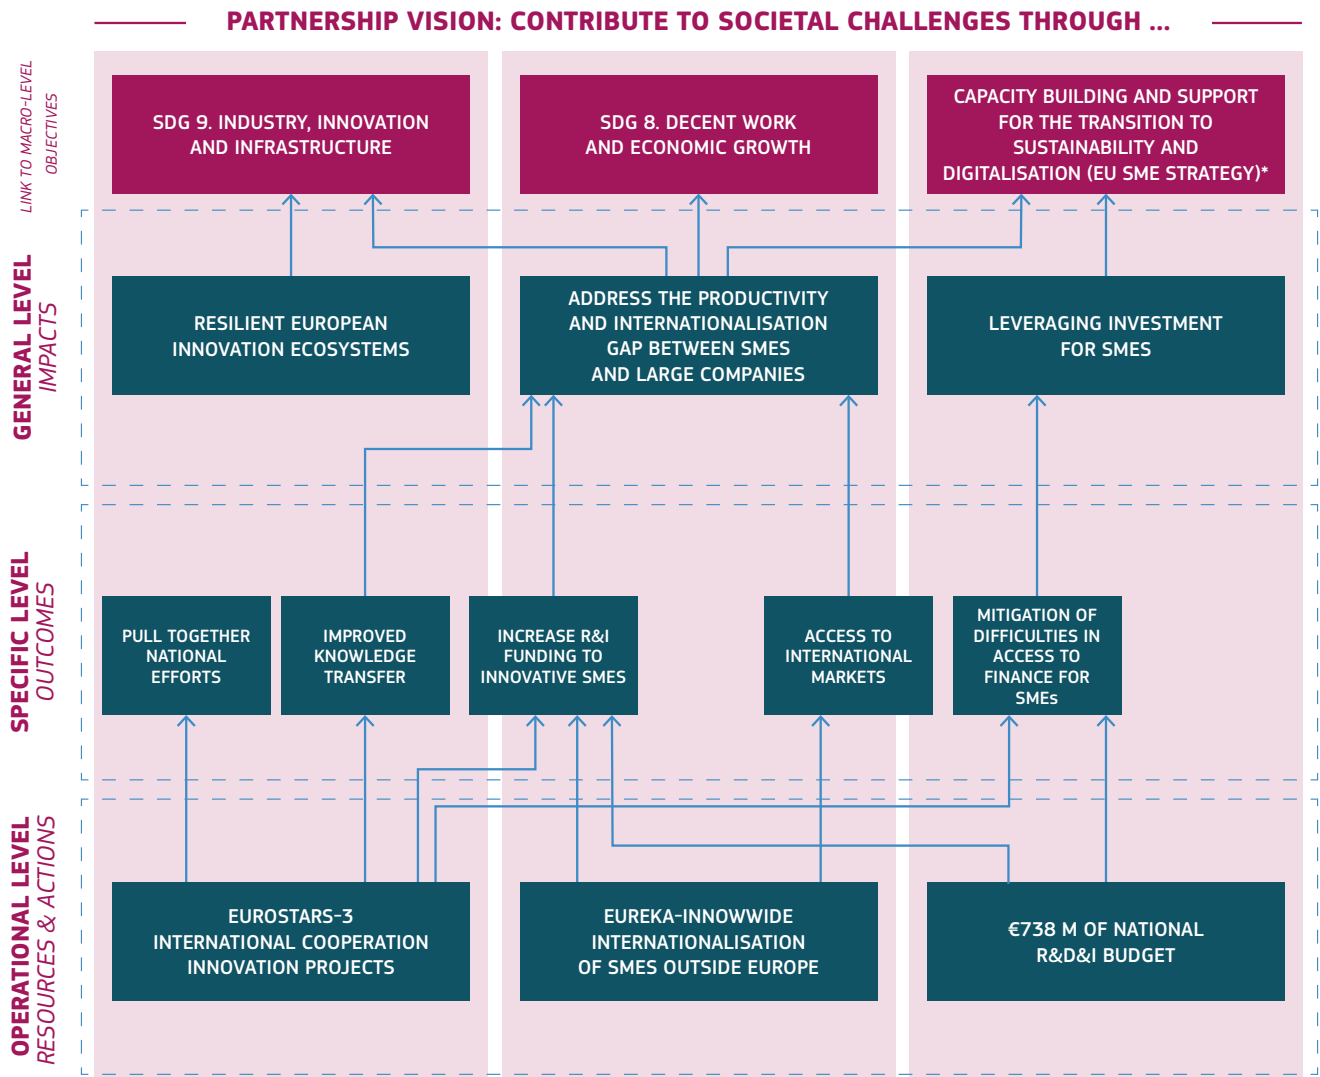 PARTNERSHIP VISION: CONTRIBUTE TO SOCIETAL CHALLENGES THROUGH ...
LINK TO MACRO-LEVEL
OBJECTIVES
SDG 9. INDUSTRY, INNOVATION
AND INFRASTRUCTURE
SDG 8. DECENT WORK
AND ECONOMIC GROWTH
CAPACITY BUILDING AND SUPPORT
FOR THE TRANSITION TO
SUSTAINABILITY AND
DIGITALISATION (EU SME STRATEGY)*
GENERAL LEVEL
IMPACTS
RESILIENT EUROPEAN
INNOVATION ECOSYSTEMS
ADDRESS THE PRODUCTIVITY
AND INTERNATIONALISATION
GAP BETWEEN SMES
AND LARGE COMPANIES
LEVERAGING INVESTMENT
FOR SMES
SPECIFIC LEVEL
OUTCOMES
PULL TOGETHER
NATIONAL
EFFORTS
IMPROVED
KNOWLEDGE
TRANSFER
INCREASE R&I
FUNDING TO
INNOVATIVE SMES
ACCESS TO
INTERNATIONAL
MARKETS
MITIGATION OF
DIFFICULTIES IN
ACCESS TO
FINANCE FOR
SMEs
OPERATIONAL LEVEL
RESOURCES & ACTIONS
EUROSTARS-3
INTERNATIONAL COOPERATION
INNOVATION PROJECTS
EUREKA-INNOWWIDE
INTERNATIONALISATION
OF SMES OUTSIDE EUROPE
€738 M OF NATIONAL
R&D&I BUDGET